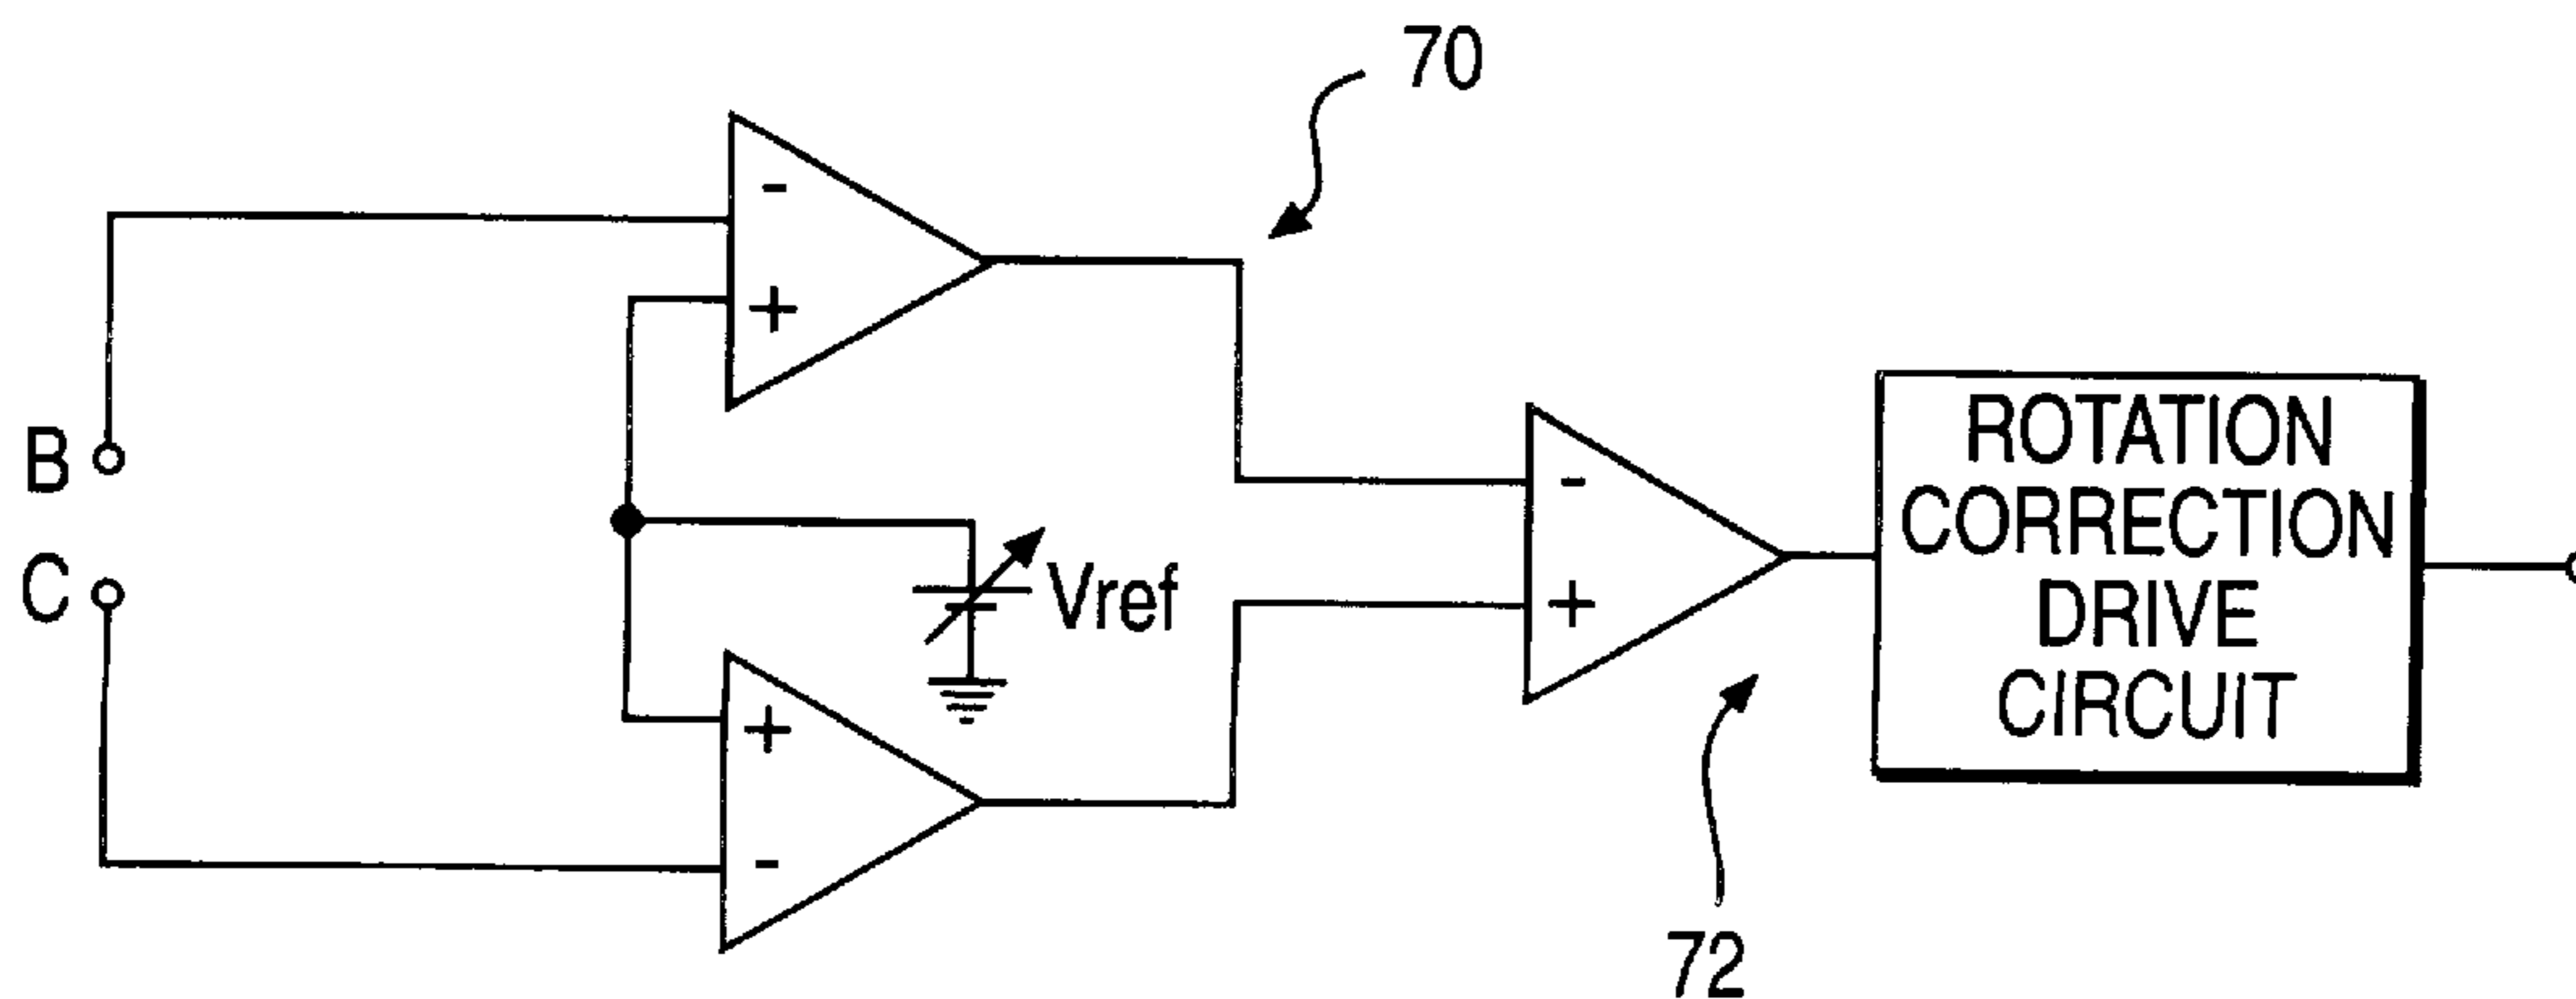 70
-
+
B
C
Vref
+
-
-
+
ROTATION
CORRECTION
DRIVE
CIRCUIT
72